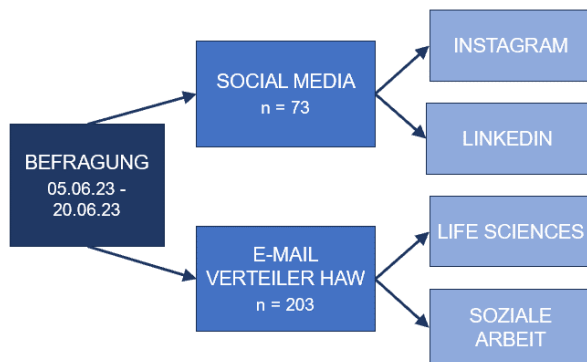 BEFRAGUNG
05.06.23 -
20.06.23
SOCIAL MEDIA
n = 73
E-MAIL
VERTEILER HAW
n = 203
INSTAGRAM
LINKEDIN
LIFE SCIENCES
SOZIALE
ARBEIT